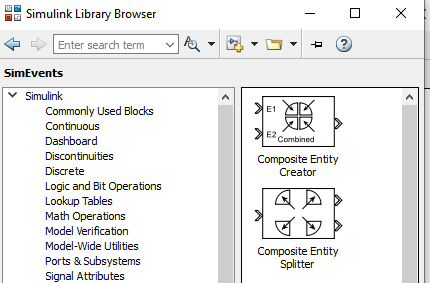 Simulink Library Browser
Enter search term
SimEvents
Simulink
Commonly Used Blocks
Continuous
Dashboard
Discontinuities
Discrete
Logic and Bit Operations
Lookup Tables
Math Operations
Model Verification
Model-Wide Utilities
Ports & Subsystems
Signal Attributes
E1
E2
Combined
Composite Entity
Creator
Composite Entity
Splitter